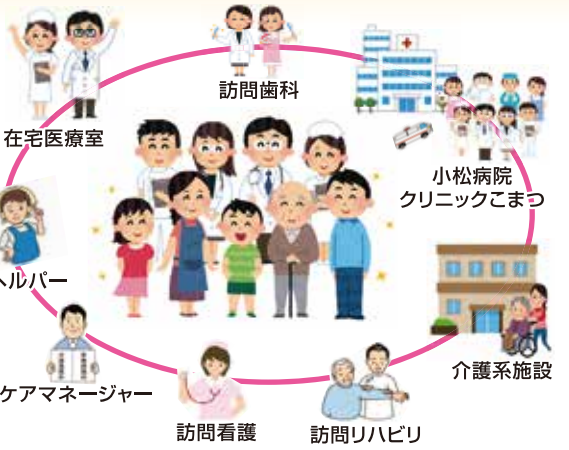 訪問歯科
在宅医療室
小松病院
クリニックこまつ
ヘルパー
介護系施設
ケアマネージャー
訪問看護
訪問リハビリ